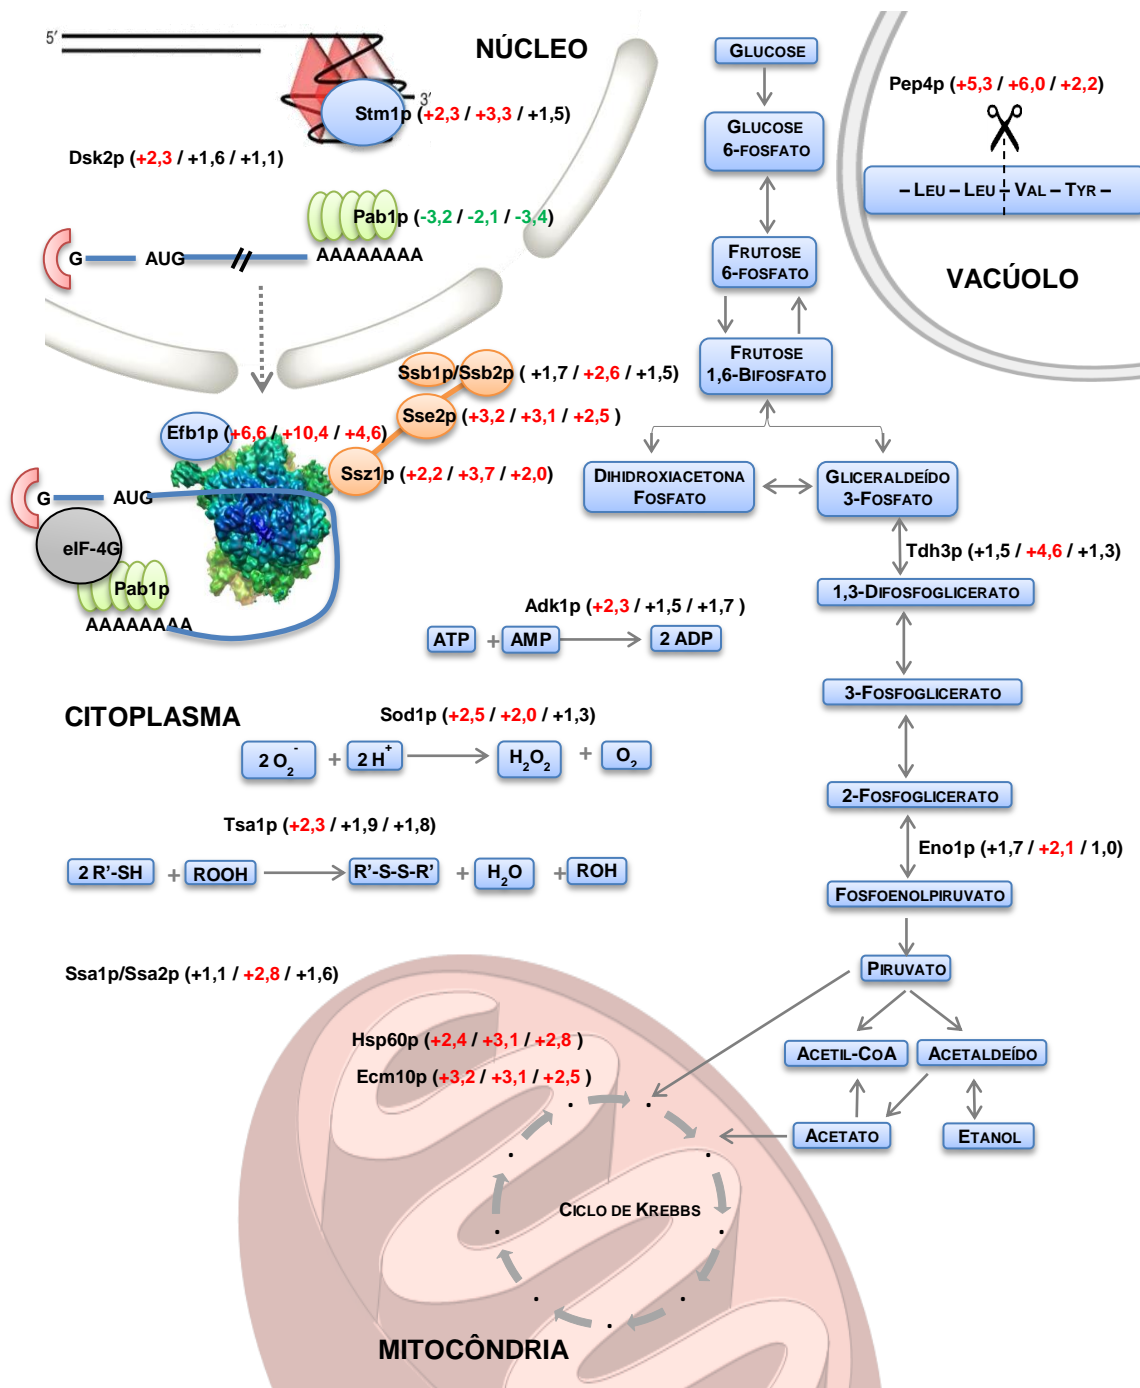 5'
NÚCLEO
3'
Stm1p (+2,3 / +3,3 / +1,5)
Dsk2p (+2,3 / +1,6 / +1,1)
Pab1p (-3,2 / -2,1 / -3,4)
G AUG AAAAAAAA
Ssb1p/Ssb2p ( +1,7 / +2,6 / +1,5)
Sse2p (+3,2 / +3,1 / +2,5 )
Efb1p (+6,6 / +10,4 / +4,6)
Ssz1p (+2,2 / +3,7 / +2,0)
G AUG
eIF-4G
Pab1p
AAAAAAAA
GLUCOSE
GLUCOSE
6-FOSFATO
FRUTOSE
6-FOSFATO
FRUTOSE
1,6-BIFOSFATO
DIHIDROXIACETONA
FOSFATO
GLICERALDEÍDO
3-FOSFATO
Tdh3p (+1,5 / +4,6 / +1,3)
1,3-DIFOSFOGLICERATO
3-FOSFOGLICERATO
2-FOSFOGLICERATO
Eno1p (+1,7 / +2,1 / 1,0)
FOSFOENOLPIRUVATO
PIRUVATO
ACETIL-COA
ACETALDEÍDO
ACETATO
ETANOL
Pep4p (+5,3 / +6,0 / +2,2)
– LEU – LEU – VAL – TYR –
VACÚOLO
Adk1p (+2,3 / +1,5 / +1,7 )
ATP + AMP 2 ADP
CITOPLASMA
Sod1p (+2,5 / +2,0 / +1,3)
2 O2- + 2 H+ H2O2 + O2
Tsa1p (+2,3 / +1,9 / +1,8)
2 R'-SH + ROOH R'-S-S-R' + H2O + ROH
Ssa1p/Ssa2p (+1,1 / +2,8 / +1,6)
Hsp60p (+2,4 / +3,1 / +2,8 )
Ecm10p (+3,2 / +3,1 / +2,5 )
CICLO DE KREBBS
MITOCÔNDRIA